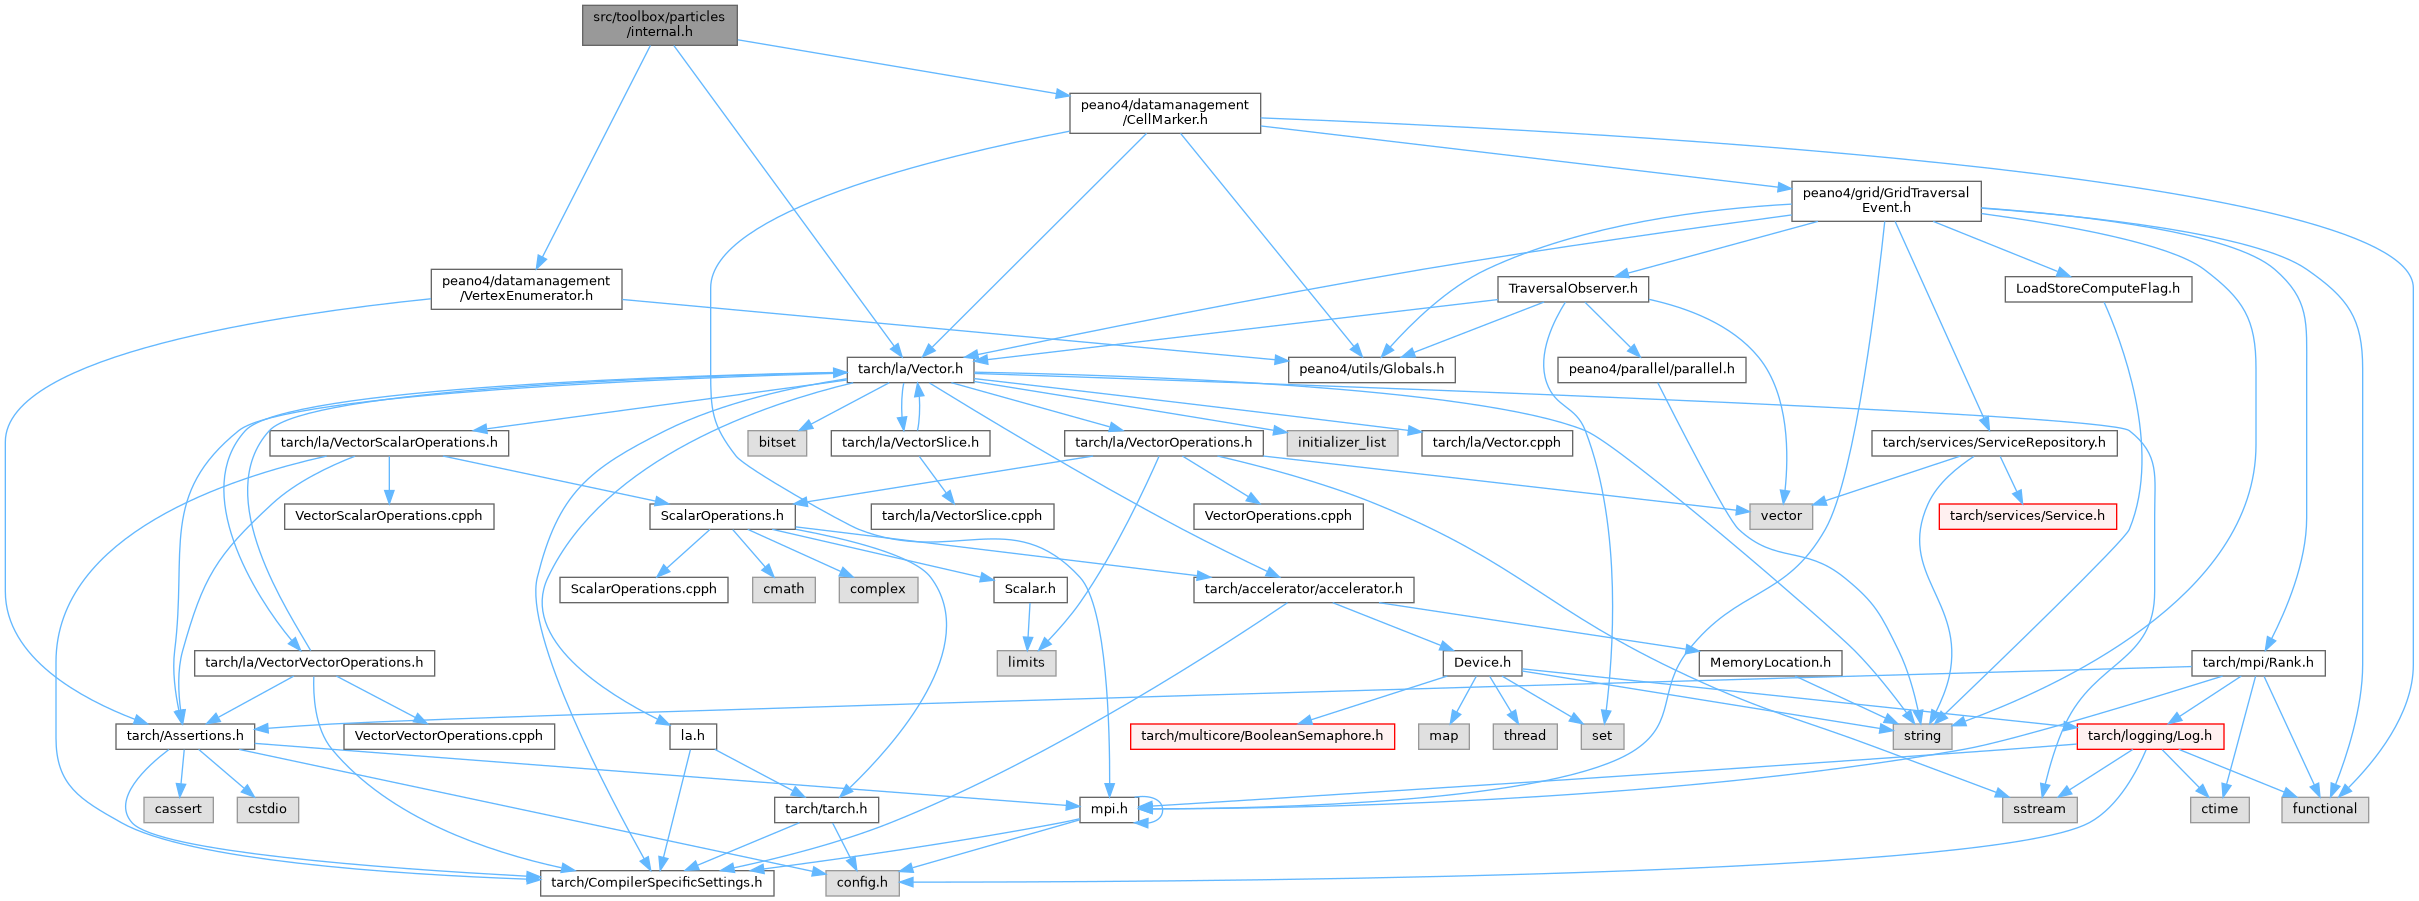 src/toolbox/particles
/internal.h
peano4/datamanagement
/CellMarker.h
peano4/grid/GridTraversal
Event.h
peano4/datamanagement
/VertexEnumerator.h
TraversalObserver.h
LoadStoreComputeFlag.h
tarch/la/Vector.h
peano4/utils/Globals.h
peano4/parallel/parallel.h
tarch/la/VectorScalarOperations.h
bitset
tarch/la/VectorSlice.h
tarch/la/VectorOperations.h
initializer_list
tarch/la/Vector.cpph
tarch/services/ServiceRepository.h
VectorScalarOperations.cpph
ScalarOperations.h
tarch/la/VectorSlice.cpph
VectorOperations.cpph
vector
tarch/services/Service.h
ScalarOperations.cpph
cmath
complex
Scalar.h
tarch/accelerator/accelerator.h
tarch/la/VectorVectorOperations.h
limits
Device.h
MemoryLocation.h
tarch/mpi/Rank.h
tarch/Assertions.h
VectorVectorOperations.cpph
la.h
tarch/multicore/BooleanSemaphore.h
map
thread
set
string
tarch/logging/Log.h
cassert
cstdio
tarch/tarch.h
mpi.h
sstream
ctime
functional
tarch/CompilerSpecificSettings.h
config.h